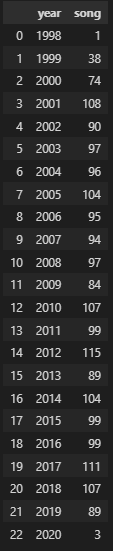 year song
0 1998 1
1 1999 38
2 2000 74
3 2001 108
4 2002 90
5 2003 97
6 2004 96
7 2005 104
8 2006 95
9 2007 94
10 2008 97
11 2009 84
12 2010 107
13 2011 99
14 2012 115
15 2013 89
16 2014 104
17 2015 99
18 2016 99
19 2017 111
20 2018 107
21 2019 89
22 2020 3